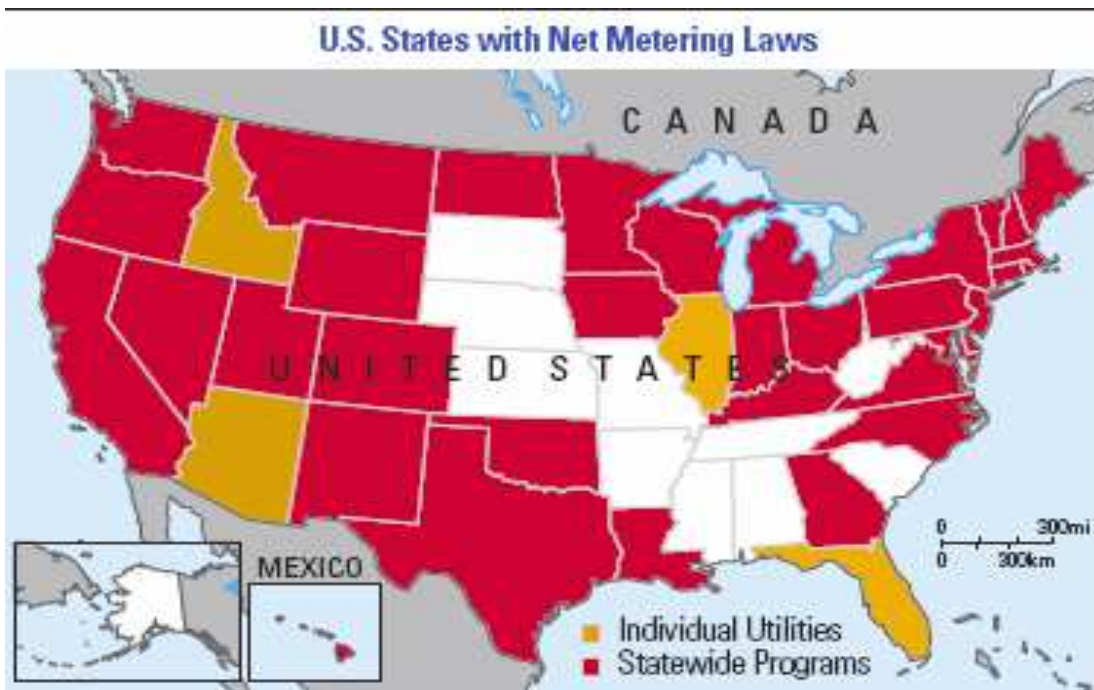 U.S. States with Net Metering Laws
CANADA
UNITED STATES
0 300mi
0 300km
MEXICO
Individual Utilities
Statewide Programs